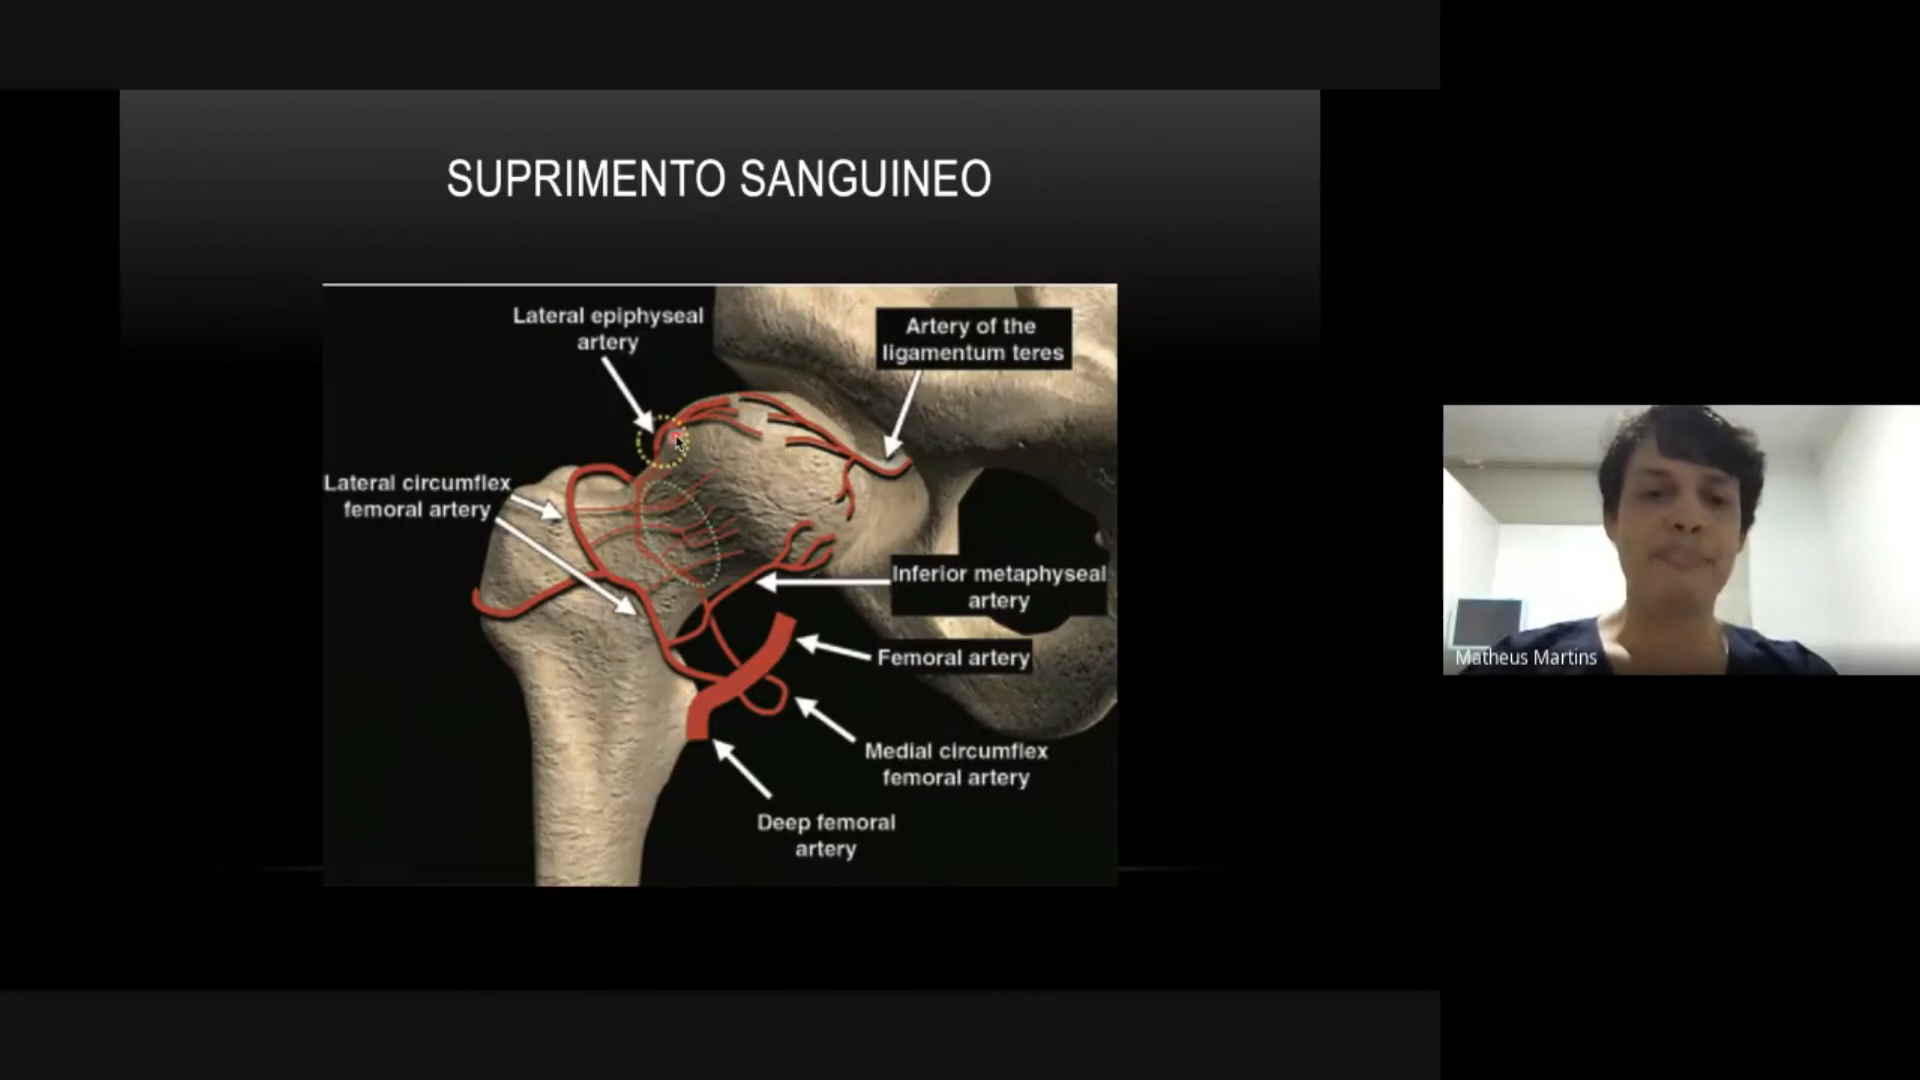 SUPRIMENTO SANGUINEO
Lateral epiphyseal
artery
Artery of the
ligamentum teres
Lateral circumflex
femoral artery
Inferior metaphyseal
artery
Femoral artery
Medial circumflex
femoral artery
Deep femoral
artery
Matheus Martins